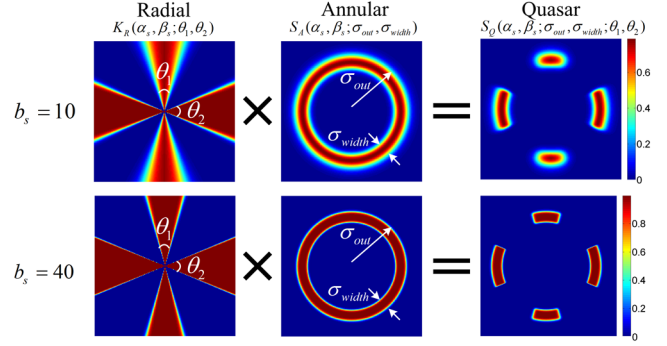 Radial Annular Quasar
K_R(α_s, β_s; θ_1, θ_2) S_A(α_s, β_s; σ_out, σ_width) S_Q(α_s, β_s; σ_out, σ_width; θ_1, θ_2)
b_s = 10 θ_1 θ_2 × σ_out σ_width = 0.6 0.4 0.2 0
b_s = 40 θ_1 θ_2 × σ_out σ_width = 0.8 0.6 0.4 0.2 0